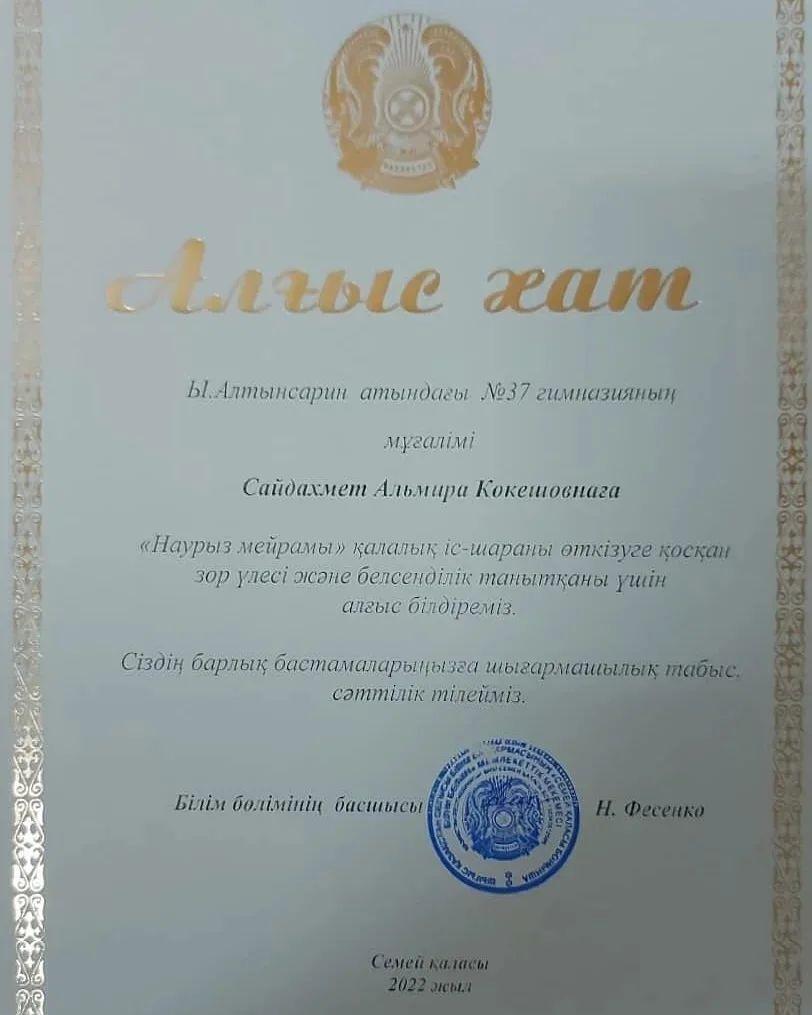 ҚАЗАҚСТАН
Алғыс хат
Ы.Алтынсарин атындағы №37 гимназияның
мұғалімі
Сайдахмет Альмира Кокешовнаға
«Наурыз мейрамы» қалалық іс-шараны өткізуге қосқан
зор үлесі және белсенділік танытқаны үшін
алғыс білдіреміз.
Сіздің барлық бастамаларыңызға шығармашылық табыс,
сәттілік тілейміз.
Білім бөлімінің басшысы
Н. Фесенко
Семей қаласы
2022 жыл